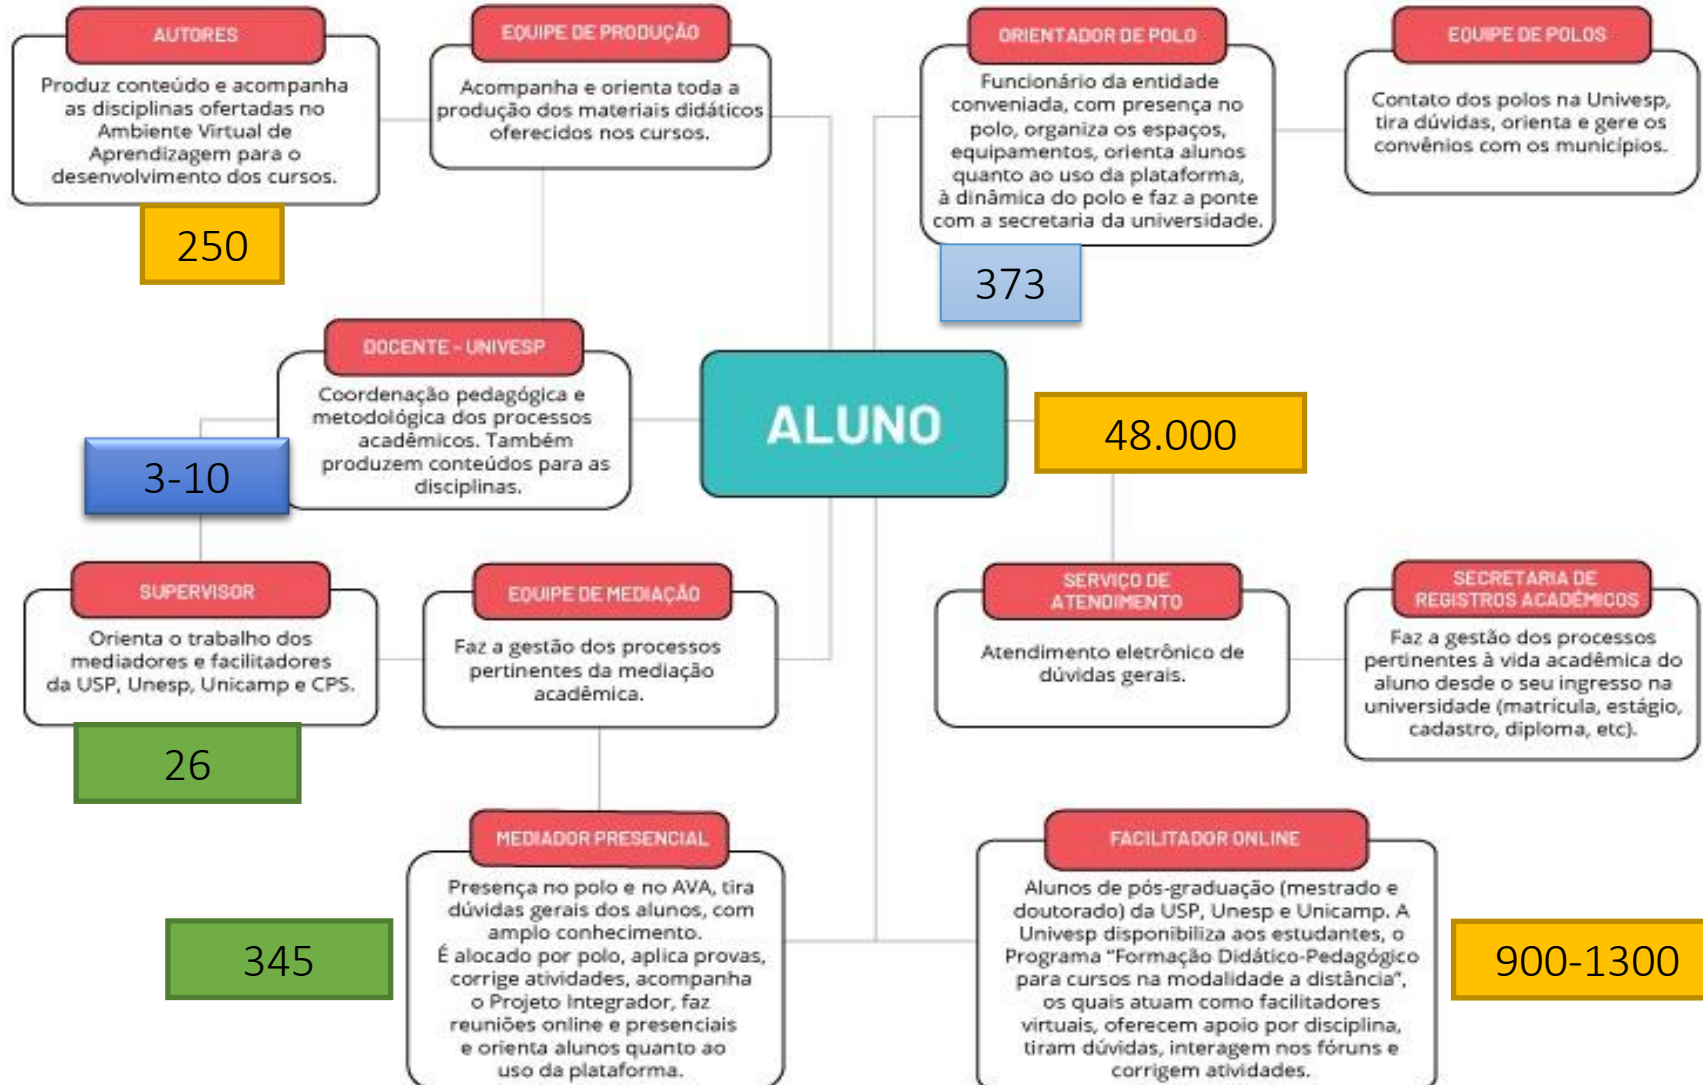 AUTORES
Produz conteúdo e acompanha
as disciplinas ofertadas no
Ambiente Virtual de
Aprendizagem para o
desenvolvimento dos cursos.
250
EQUIPE DE PRODUÇÃO
Acompanha e orienta toda a
produção dos materiais didáticos
oferecidos nos cursos.
ORIENTADOR DE POLO
Funcionário da entidade
conveniada, com presença no
polo, organiza os espaços,
equipamentos, orienta alunos
quanto ao uso da plataforma,
à dinâmica do polo e faz a ponte
com a secretaria da universidade.
373
EQUIPE DE POLOS
Contato dos polos na Univesp,
tira dúvidas, orienta e gere os
convênios com os municípios.
DOCENTE - UNIVESP
Coordenação pedagógica e
metodológica dos processos
acadêmicos. Também
produzem conteúdos para as
disciplinas.
3-10
ALUNO
48.000
SUPERVISOR
Orienta o trabalho dos
mediadores e facilitadores
da USP, Unesp, Unicamp e CPS.
26
EQUIPE DE MEDIAÇÃO
Faz a gestão dos processos
pertinentes da mediação
acadêmica.
SERVIÇO DE
ATENDIMENTO
Atendimento eletrônico de
dúvidas gerais.
SECRETARIA DE
REGISTROS ACADÊMICOS
Faz a gestão dos processos
pertinentes à vida acadêmica do
aluno desde o seu ingresso na
universidade (matrícula, estágio,
cadastro, diploma, etc).
MEDIADOR PRESENCIAL
Presença no polo e no AVA, tira
dúvidas gerais dos alunos, com
amplo conhecimento.
É alocado por polo, aplica provas,
corrige atividades, acompanha
o Projeto Integrador, faz
reuniões online e presenciais
e orienta alunos quanto ao
uso da plataforma.
345
FACILITADOR ONLINE
Alunos de pós-graduação (mestrado e
doutorado) da USP, Unesp e Unicamp. A
Univesp disponibiliza aos estudantes, o
Programa “Formação Didático-Pedagógico
para cursos na modalidade a distância”,
os quais atuam como facilitadores
virtuais, oferecem apoio por disciplina,
tiram dúvidas, interagem nos fóruns e
corrigem atividades.
900-1300